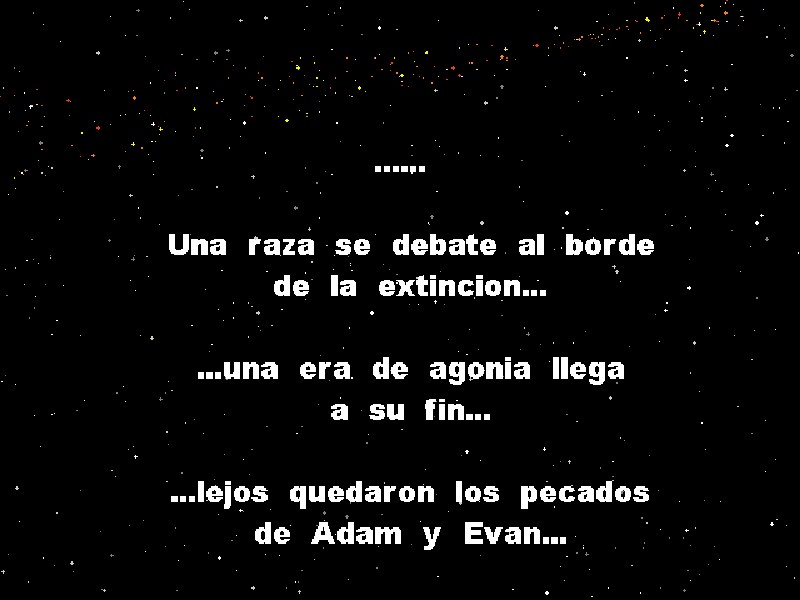 ......
Una raza se debate al borde
de la extincion...
...una era de agonia llega
a su fin...
...lejos quedaron los pecados
de Adam y Evan...